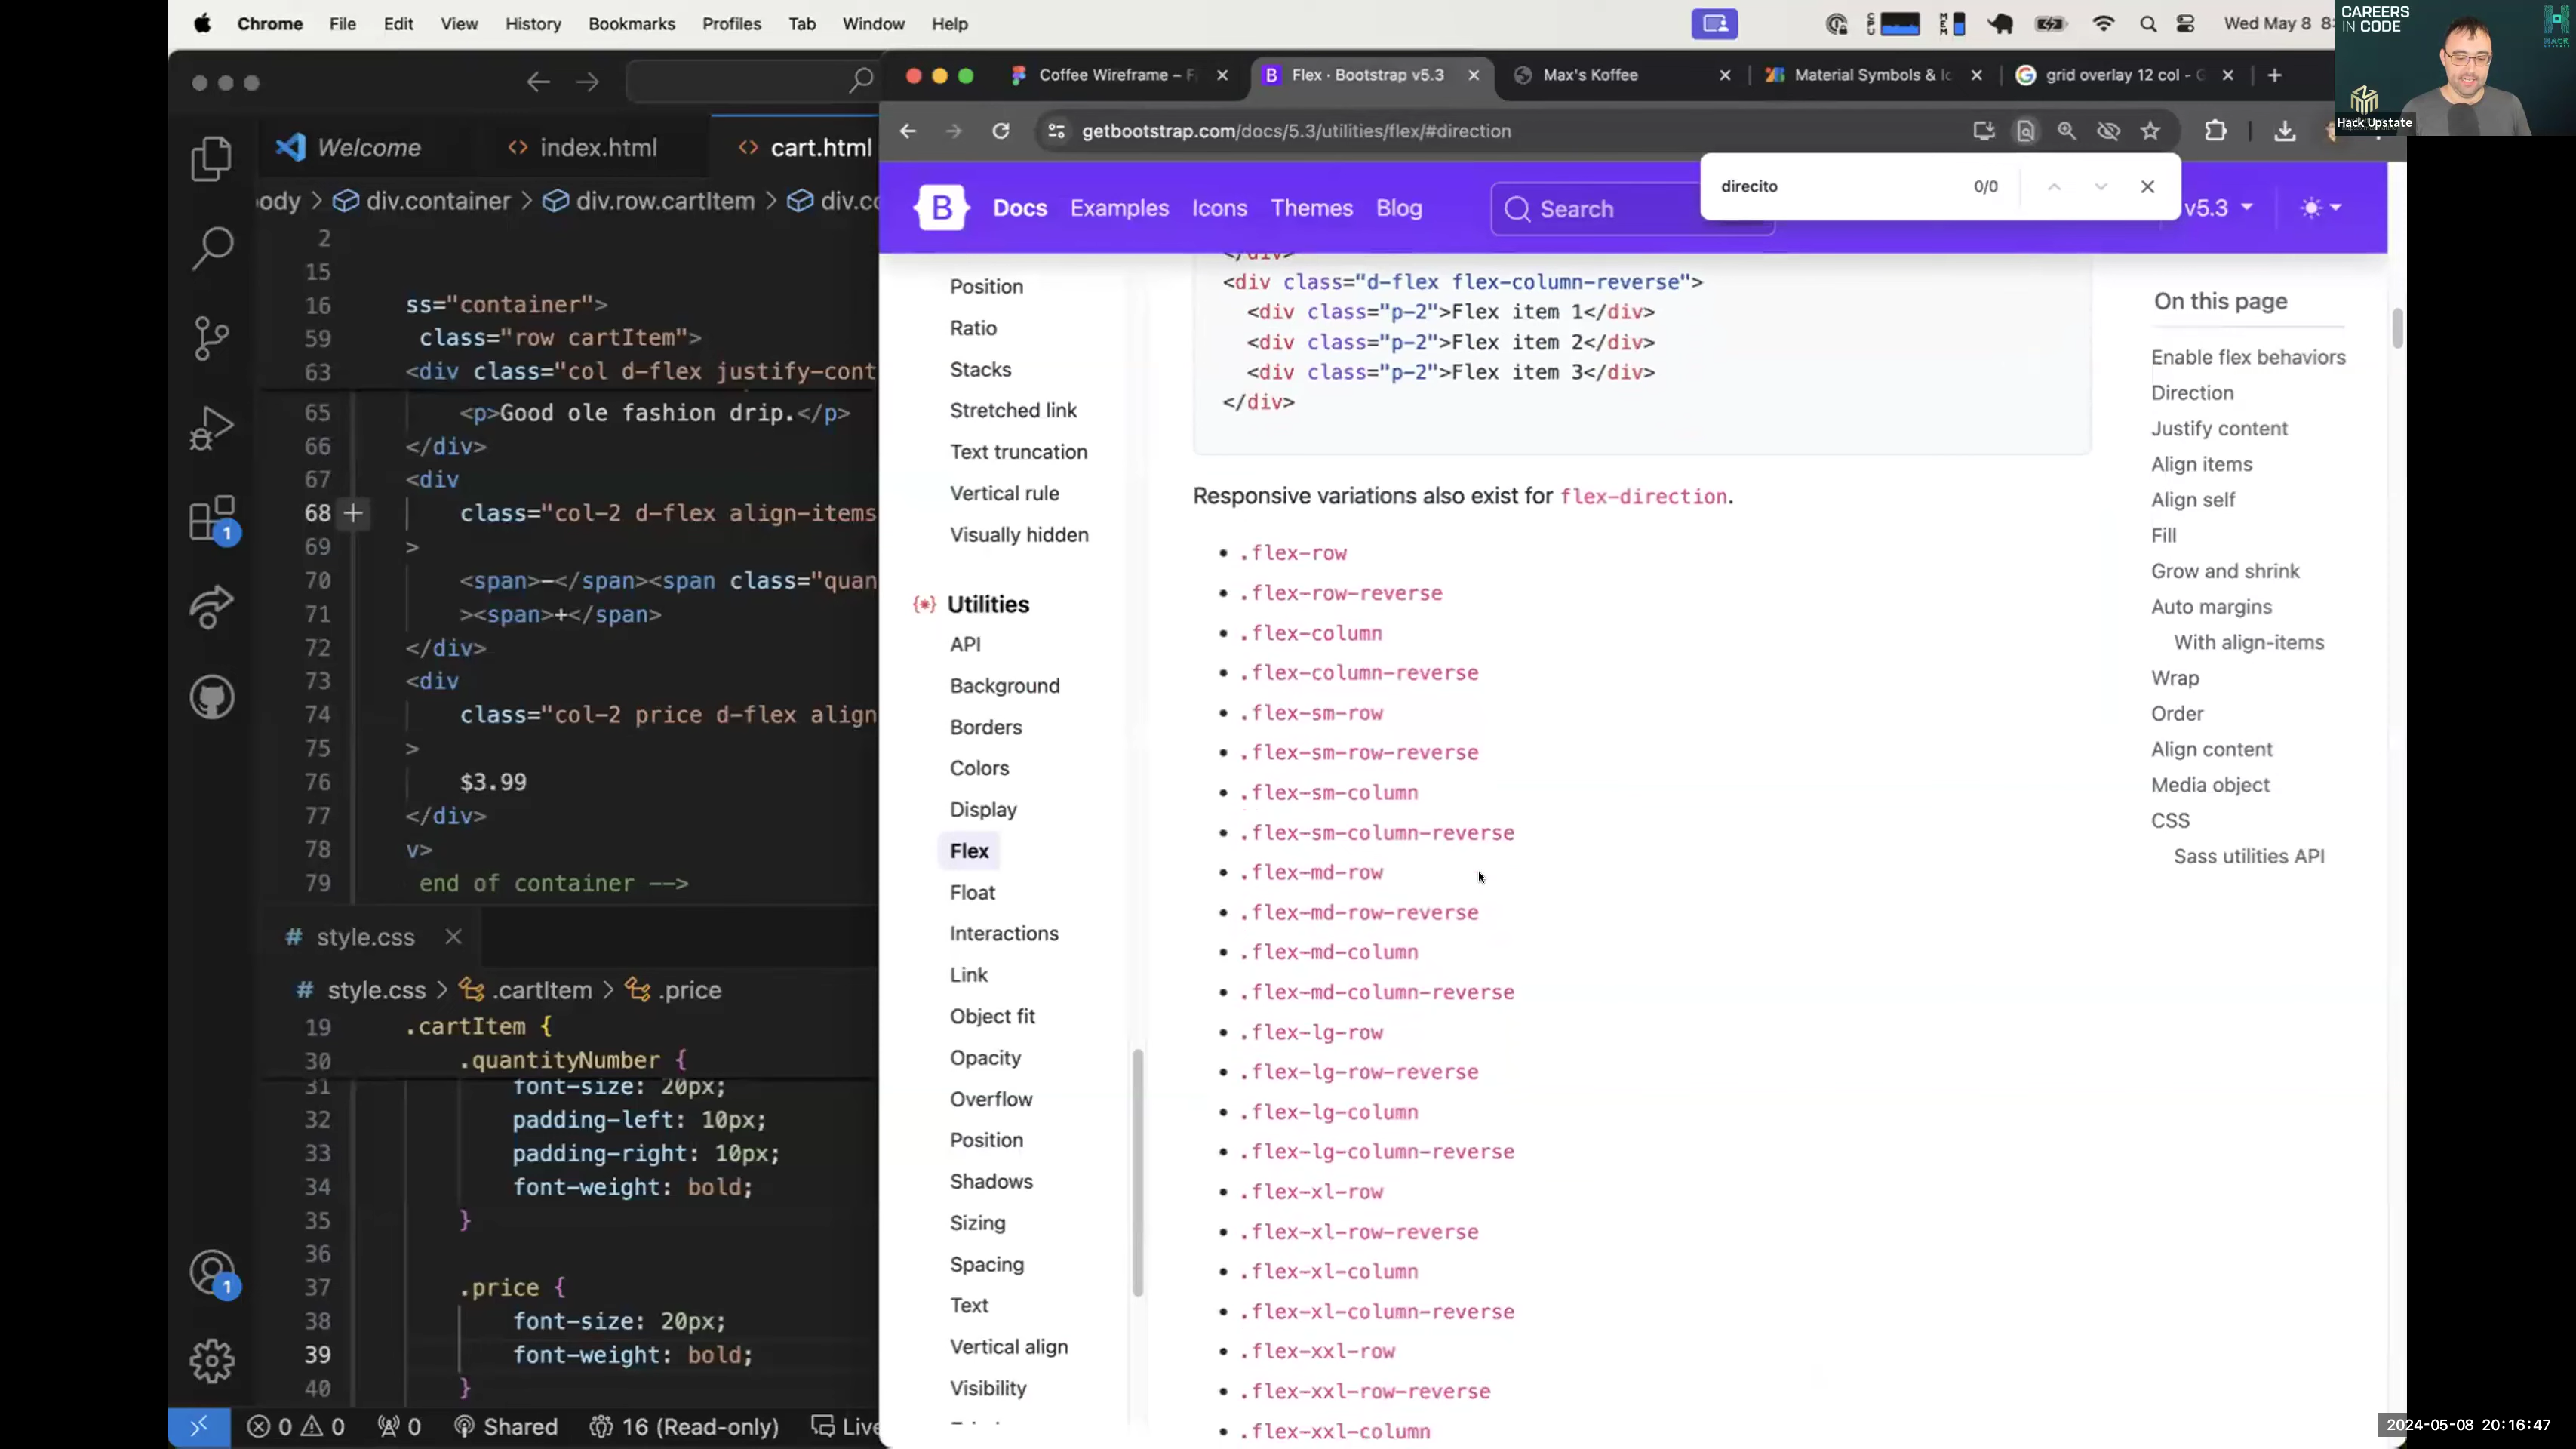 Chrome File Edit View History Bookmarks Profiles Tab Window Help
CPU
MEM
Wed May 8 8:
CAREERS
IN CODE
HACK
UPSTATE
Hack Upstate
Coffee Wireframe – F
Flex · Bootstrap v5.3
Max's Koffee
Material Symbols & Ic
grid overlay 12 col - G
getbootstrap.com/docs/5.3/utilities/flex/#direction
direcito 0/0
Welcome
index.html
cart.html
ody > div.container > div.row.cartItem > div.co
2
15
16 ss="container">
59 class="row cartItem">
63 <div class="col d-flex justify-cont
65 <p>Good ole fashion drip.</p>
66 </div>
67 <div
68 class="col-2 d-flex align-items
69 >
70 <span>-</span><span class="quan
71 ><span>+</span>
72 </div>
73 <div
74 class="col-2 price d-flex align
75 >
76 $3.99
77 </div>
78 v>
79 end of container -->
1
1
# style.css
# style.css > .cartItem > .price
19 .cartItem {
30 .quantityNumber {
31 font-size: 20px;
32 padding-left: 10px;
33 padding-right: 10px;
34 font-weight: bold;
35 }
36
37 .price {
38 font-size: 20px;
39 font-weight: bold;
40 }
0 0 0 Shared 16 (Read-only) Live
B Docs Examples Icons Themes Blog
Search
v5.3
Position
Ratio
Stacks
Stretched link
Text truncation
Vertical rule
Visually hidden
Utilities
API
Background
Borders
Colors
Display
Flex
Float
Interactions
Link
Object fit
Opacity
Overflow
Position
Shadows
Sizing
Spacing
Text
Vertical align
Visibility
</div>
<div class="d-flex flex-column-reverse">
<div class="p-2">Flex item 1</div>
<div class="p-2">Flex item 2</div>
<div class="p-2">Flex item 3</div>
</div>
Responsive variations also exist for flex-direction.
• .flex-row
• .flex-row-reverse
• .flex-column
• .flex-column-reverse
• .flex-sm-row
• .flex-sm-row-reverse
• .flex-sm-column
• .flex-sm-column-reverse
• .flex-md-row
• .flex-md-row-reverse
• .flex-md-column
• .flex-md-column-reverse
• .flex-lg-row
• .flex-lg-row-reverse
• .flex-lg-column
• .flex-lg-column-reverse
• .flex-xl-row
• .flex-xl-row-reverse
• .flex-xl-column
• .flex-xl-column-reverse
• .flex-xxl-row
• .flex-xxl-row-reverse
• .flex-xxl-column
On this page
Enable flex behaviors
Direction
Justify content
Align items
Align self
Fill
Grow and shrink
Auto margins
With align-items
Wrap
Order
Align content
Media object
CSS
Sass utilities API
2024-05-08 20:16:47